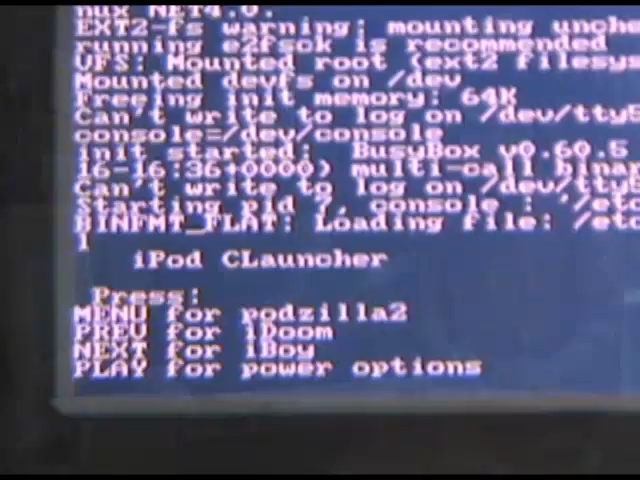 nux NET4.0.
EXT2-fs warning: mounting unche
running e2fsck is recommended
VFS: Mounted root (ext2 filesys
Mounted devfs on /dev
Freeing init memory: 64K
Can't write to log on /dev/tty5
console=/dev/console
init started: BusyBox v0.60.5
16-16:36+0000) multi-call binar
Can't write to log on /dev/tty5
Starting pid 7, console : '/etc
BINFMT_FLAT: Loading file: /etc
1
iPod CLauncher
Press:
MENU for podzilla2
PREV for iDoom
NEXT for iBoy
PLAY for power options